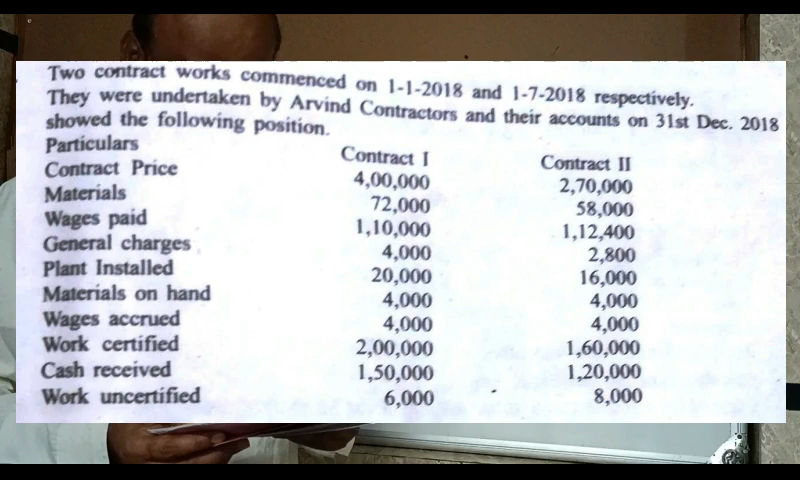 Two contract works commenced on 1-1-2018 and 1-7-2018 respectively.
They were undertaken by Arvind Contractors and their accounts on 31st Dec. 2018
showed the following position.
Particulars Contract I Contract II
Contract Price 4,00,000 2,70,000
Materials 72,000 58,000
Wages paid 1,10,000 1,12,400
General charges 4,000 2,800
Plant Installed 20,000 16,000
Materials on hand 4,000 4,000
Wages accrued 4,000 4,000
Work certified 2,00,000 1,60,000
Cash received 1,50,000 1,20,000
Work uncertified 6,000 8,000